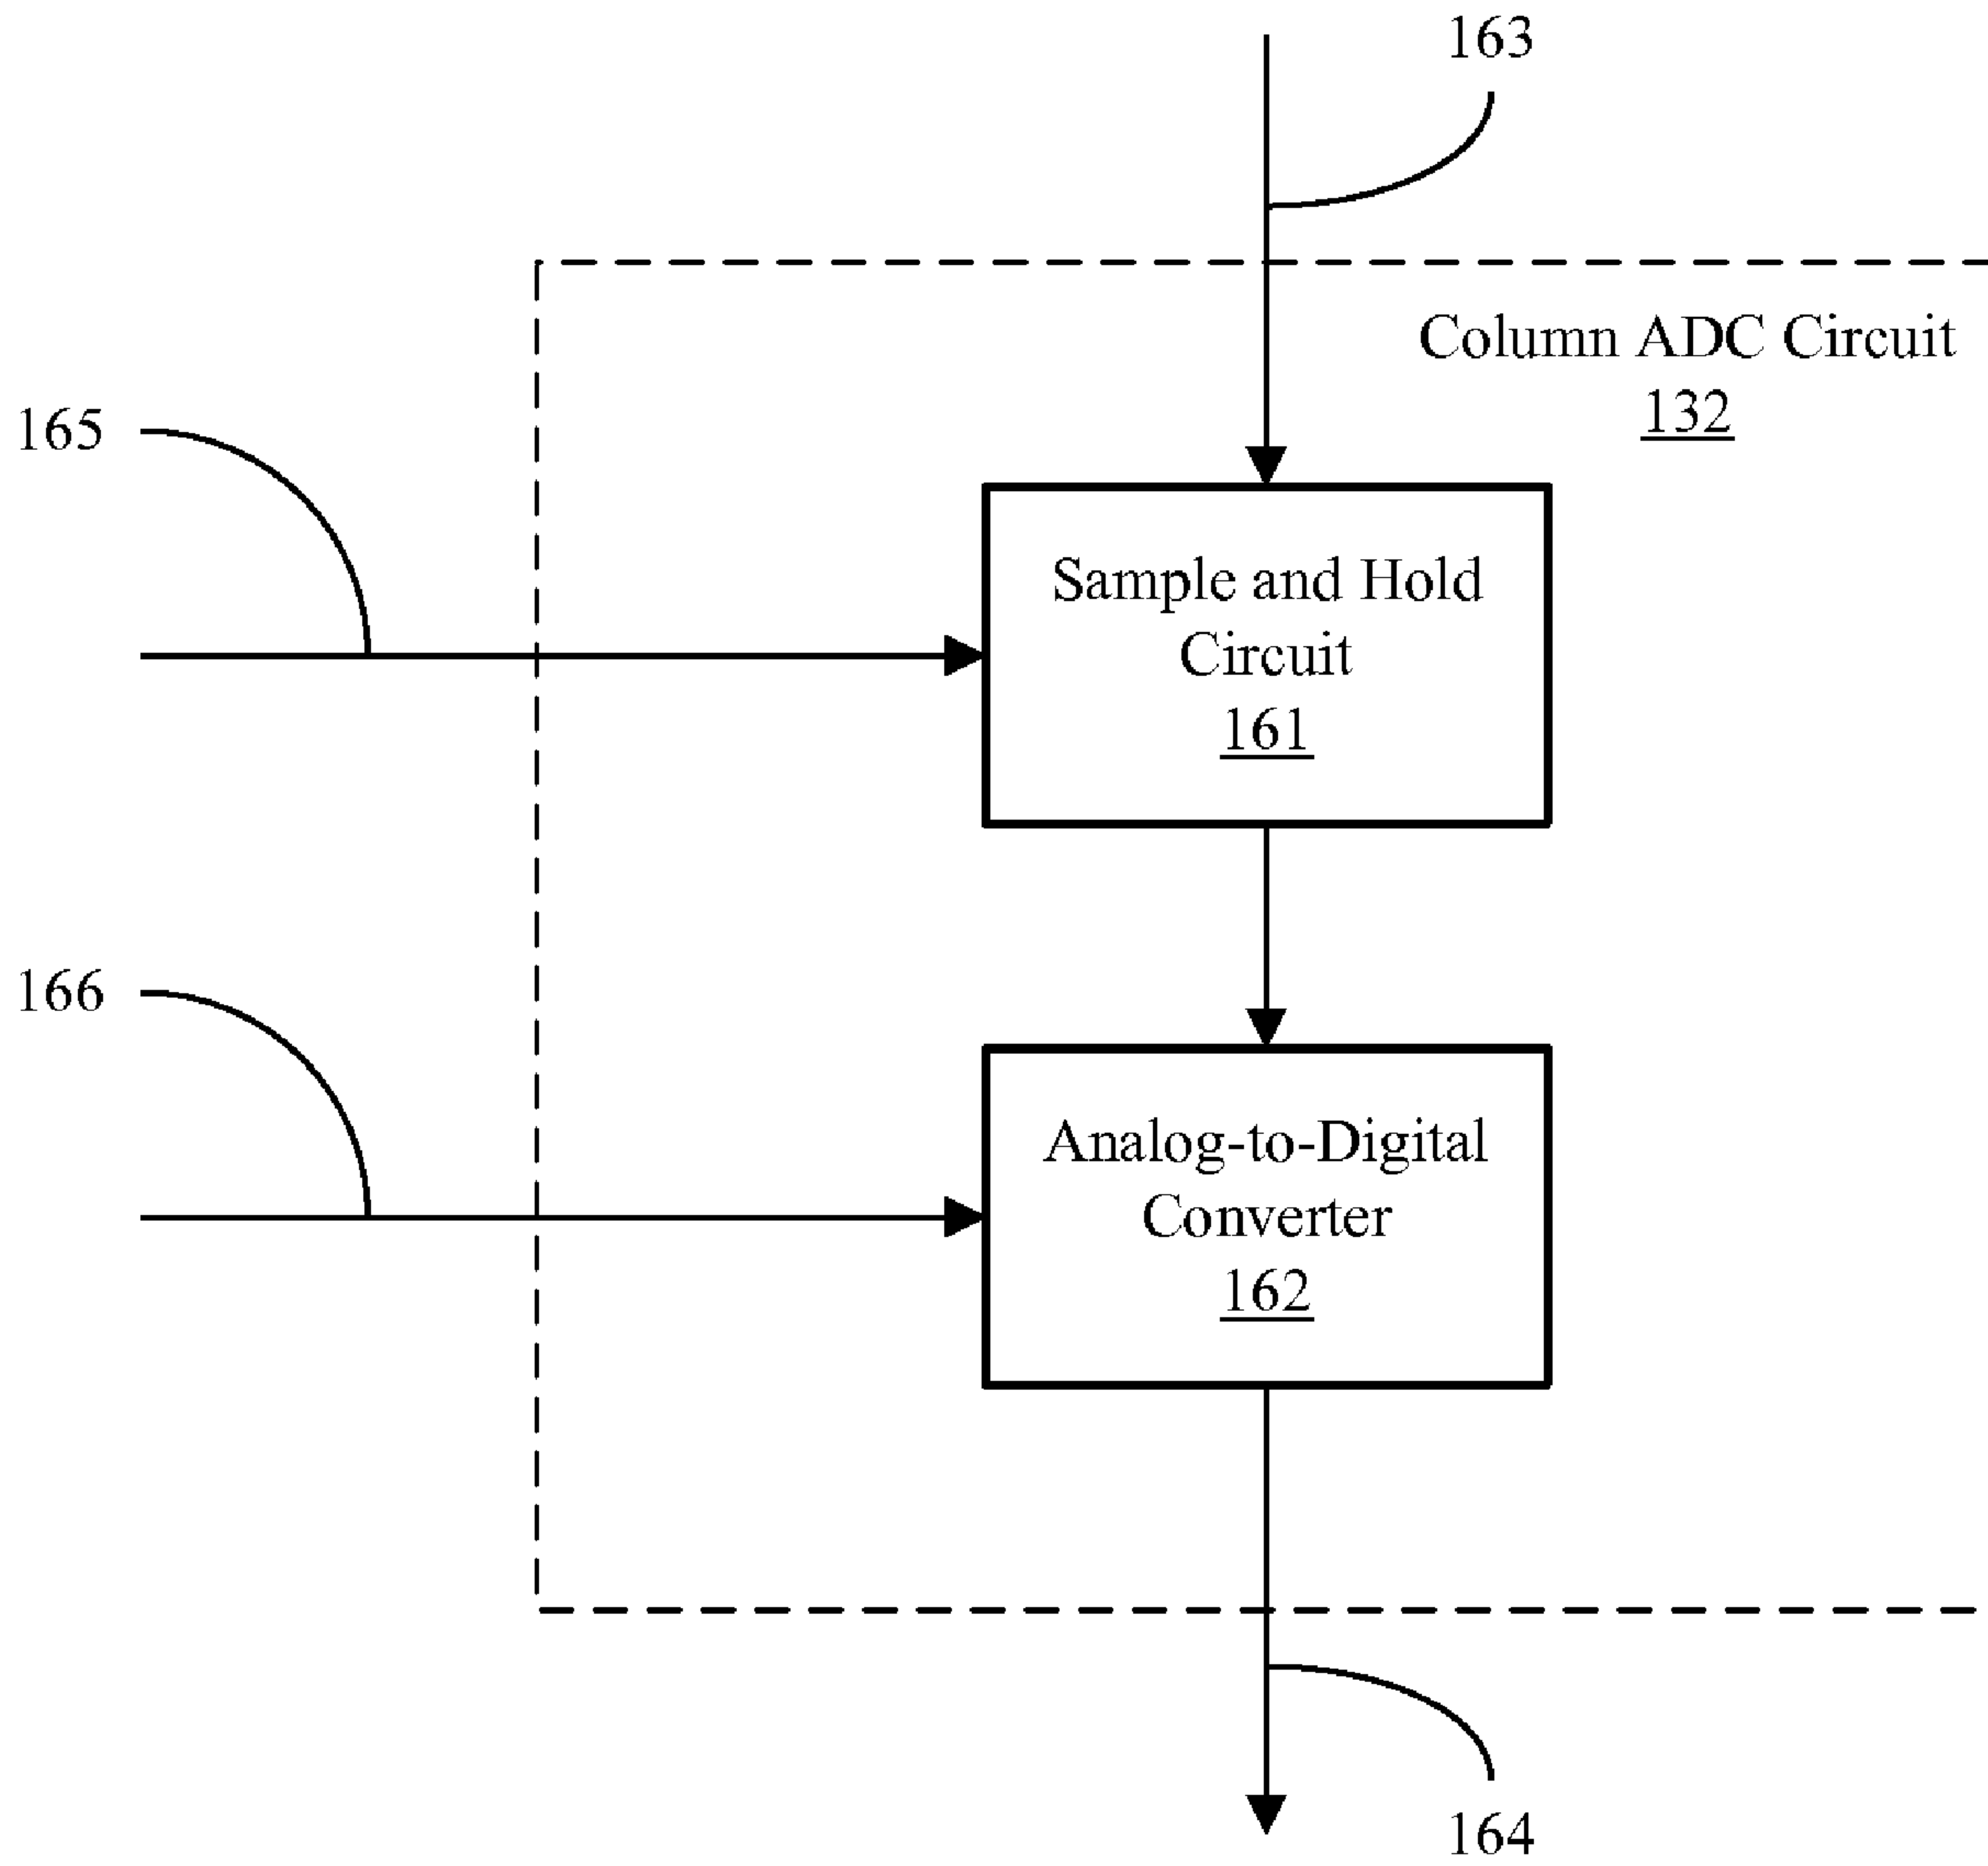 163
Column ADC Circuit
132
165
Sample and Hold
Circuit
161
166
Analog-to-Digital
Converter
162
164